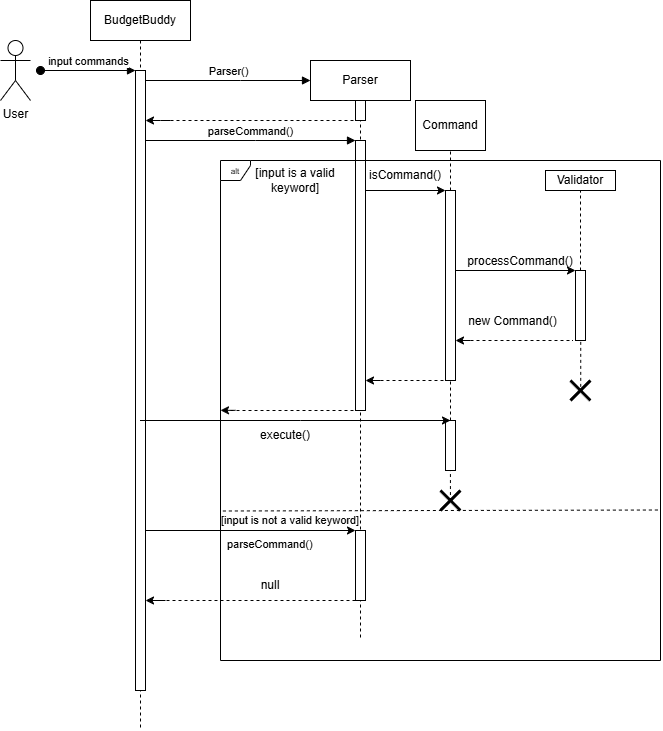 BudgetBuddy
input commands
User
Parser()
Parser
parseCommand()
Command
alt
[input is a valid
keyword]
isCommand()
Validator
processCommand()
new Command()
execute()
[input is not a valid keyword]
parseCommand()
null